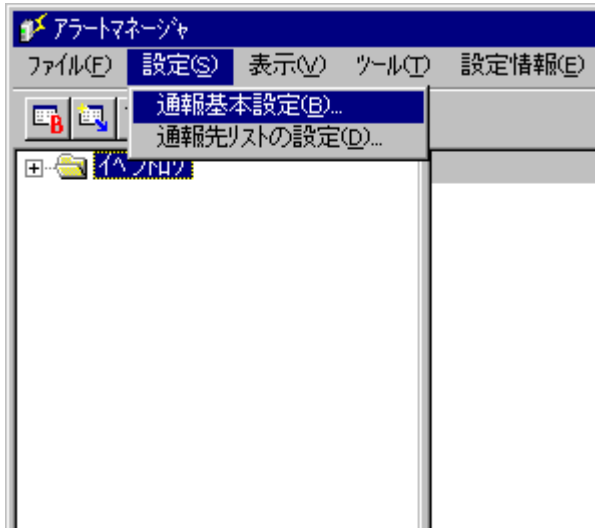 アラートマネージャ
ファイル(F) 設定(S) 表示(V) ツール(T) 設定情報(E)
通報基本設定(B)...
通報先リストの設定(D)...
イベントログ